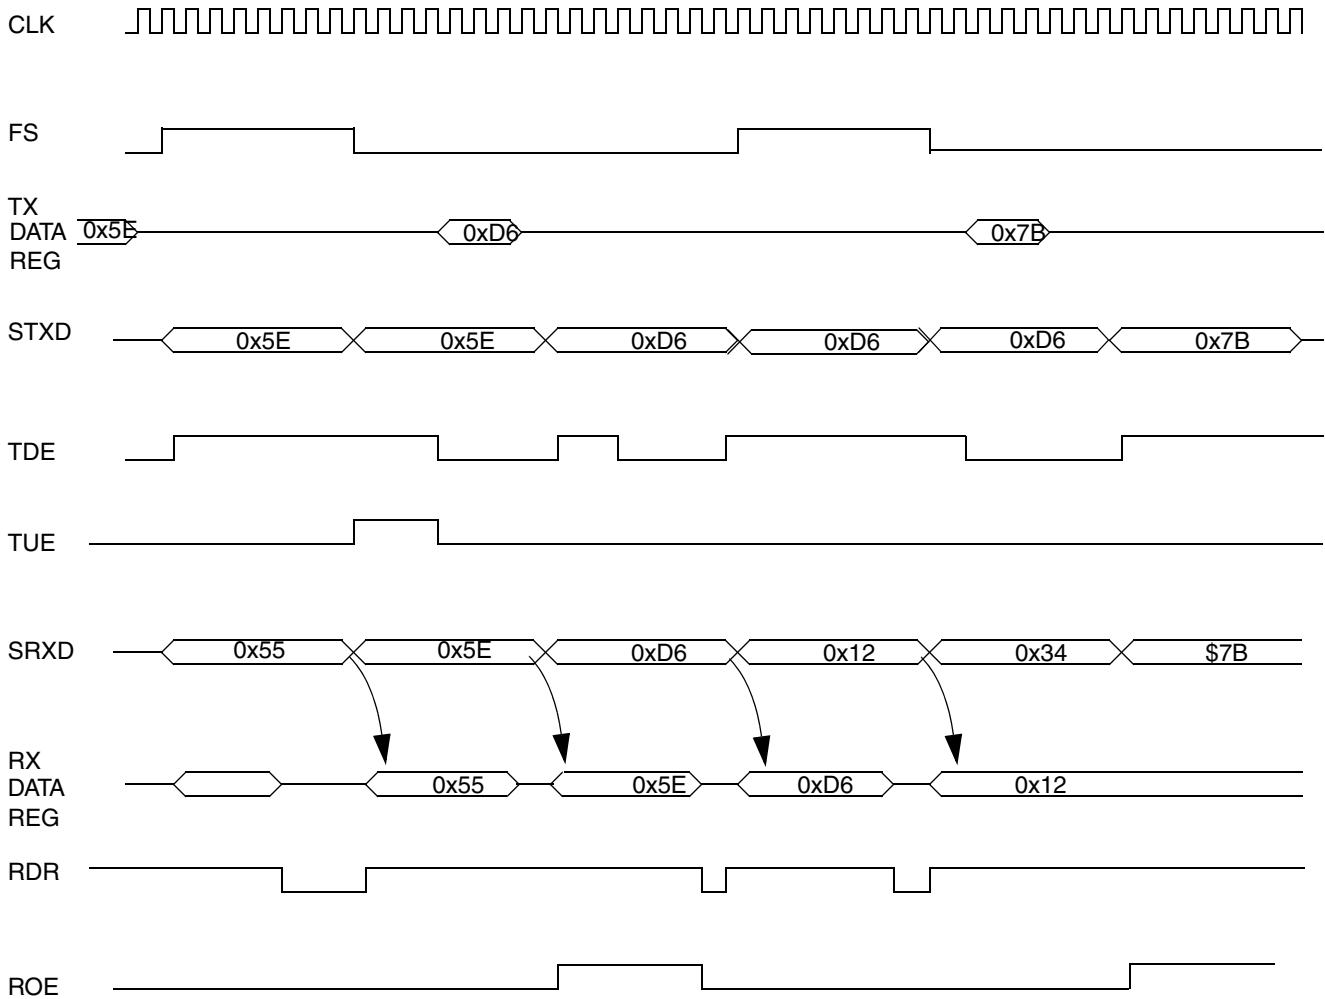 CLK
FS
TX
DATA
REG
0x5E 0xD6 0x7B
STXD 0x5E 0x5E 0xD6 0xD6 0xD6 0x7B
TDE
TUE
SRXD 0x55 0x5E 0xD6 0x12 0x34 $7B
RX
DATA
REG
0x55 0x5E 0xD6 0x12
RDR
ROE